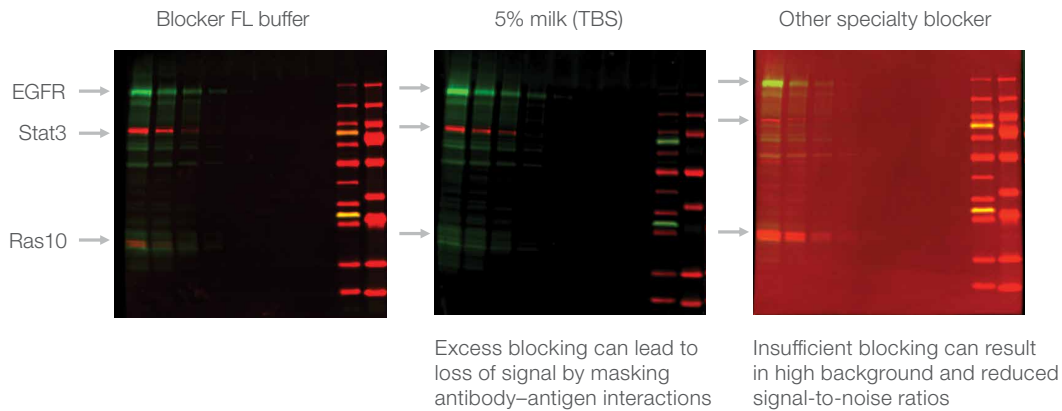 Blocker FL buffer
5% milk (TBS)
Other specialty blocker
EGFR
Stat3
Ras10
Excess blocking can lead to
loss of signal by masking
antibody–antigen interactions
Insufficient blocking can result
in high background and reduced
signal-to-noise ratios